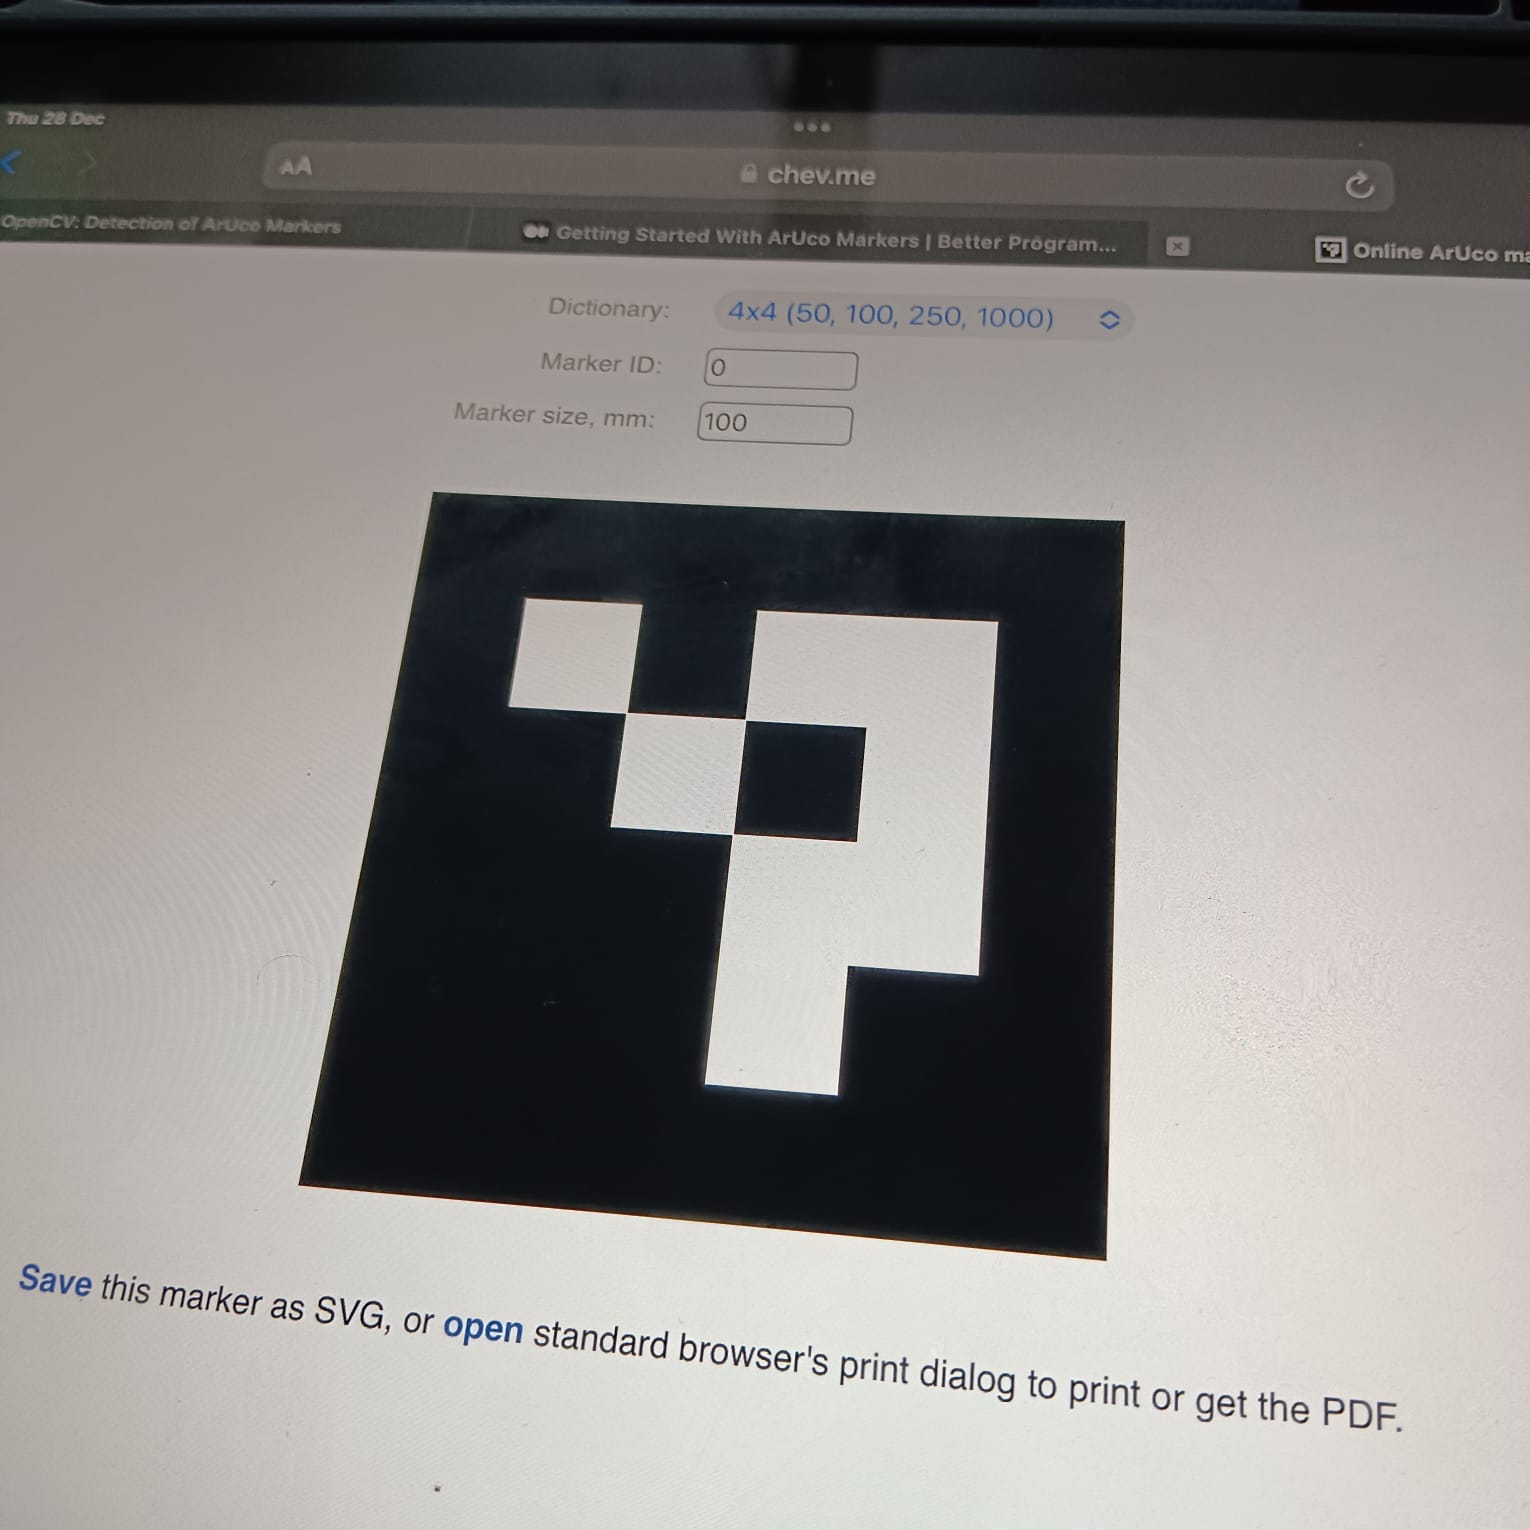 Thu 28 Dec
AA
chev.me
OpenCV: Detection of ArUco Markers
Getting Started With ArUco Markers | Better Program...
Online ArUco ma
Dictionary: 4x4 (50, 100, 250, 1000)
Marker ID: 0
Marker size, mm: 100
Save this marker as SVG, or open standard browser's print dialog to print or get the PDF.